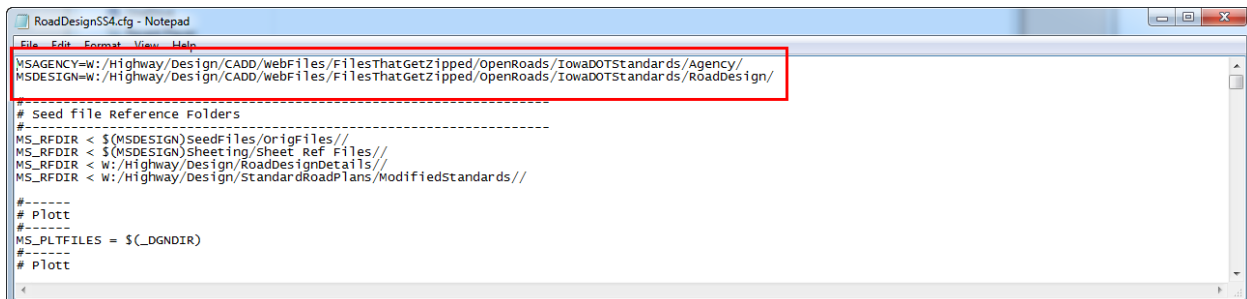 RoadDesignSS4.cfg - Notepad
File Edit Format View Help
MSAGENCY=W:/Highway/Design/CADD/WebFiles/FilesThatGetZipped/OpenRoads/IowaDOTStandards/Agency/
MSDESIGN=W:/Highway/Design/CADD/WebFiles/FilesThatGetZipped/OpenRoads/IowaDOTStandards/RoadDesign/
#-----------------------------------------------------------------------
# Seed file Reference Folders
#-----------------------------------------------------------------------
MS_RFDIR < $(MSDESIGN)SeedFiles/OrigFiles//
MS_RFDIR < $(MSDESIGN)Sheeting/Sheet Ref Files//
MS_RFDIR < W:/Highway/Design/RoadDesignDetails//
MS_RFDIR < W:/Highway/Design/StandardRoadPlans/ModifiedStandards//
#------
# Plott
#------
MS_PLTFILES = $(_DGNDIR)
#------
# Plott